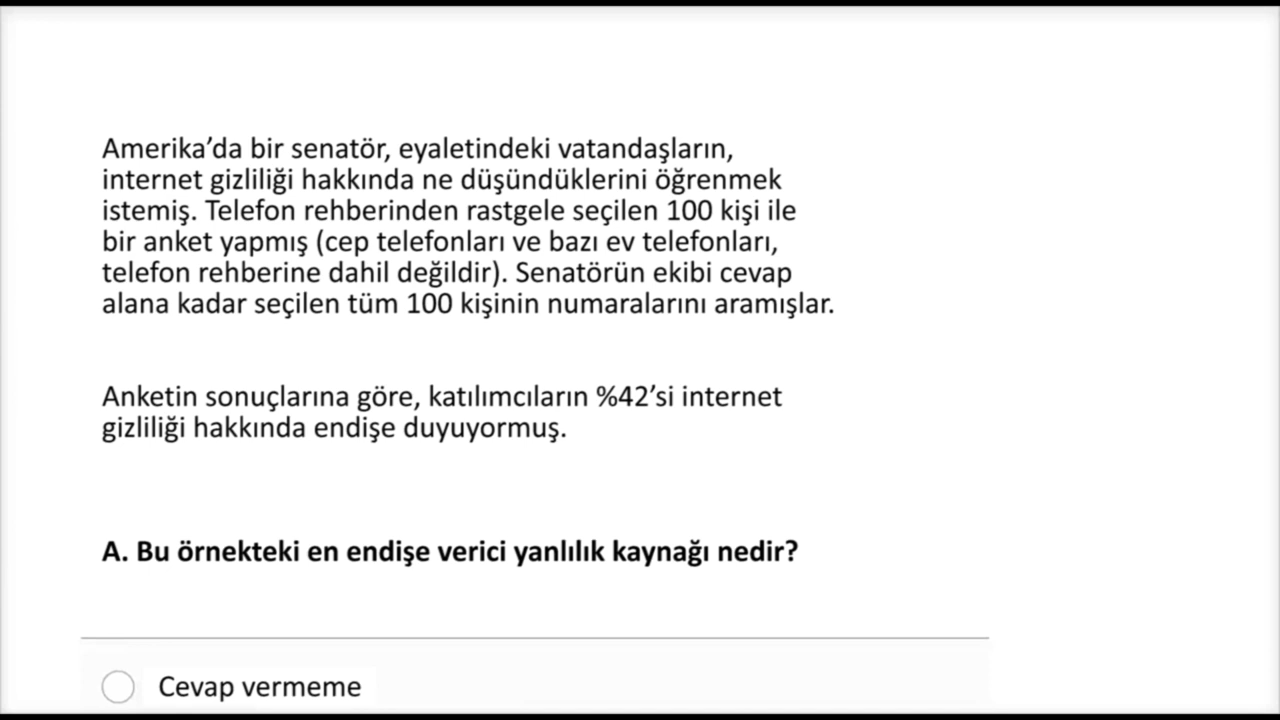 Amerika’da bir senatör, eyaletindeki vatandaşların,
internet gizliliği hakkında ne düşündüklerini öğrenmek
istemiş. Telefon rehberinden rastgele seçilen 100 kişi ile
bir anket yapmış (cep telefonları ve bazı ev telefonları,
telefon rehberine dahil değildir). Senatörün ekibi cevap
alana kadar seçilen tüm 100 kişinin numaralarını aramışlar.
Anketin sonuçlarına göre, katılımcıların %42’si internet
gizliliği hakkında endişe duyuyormuş.
A. Bu örnekteki en endişe verici yanlılık kaynağı nedir?
Cevap vermeme